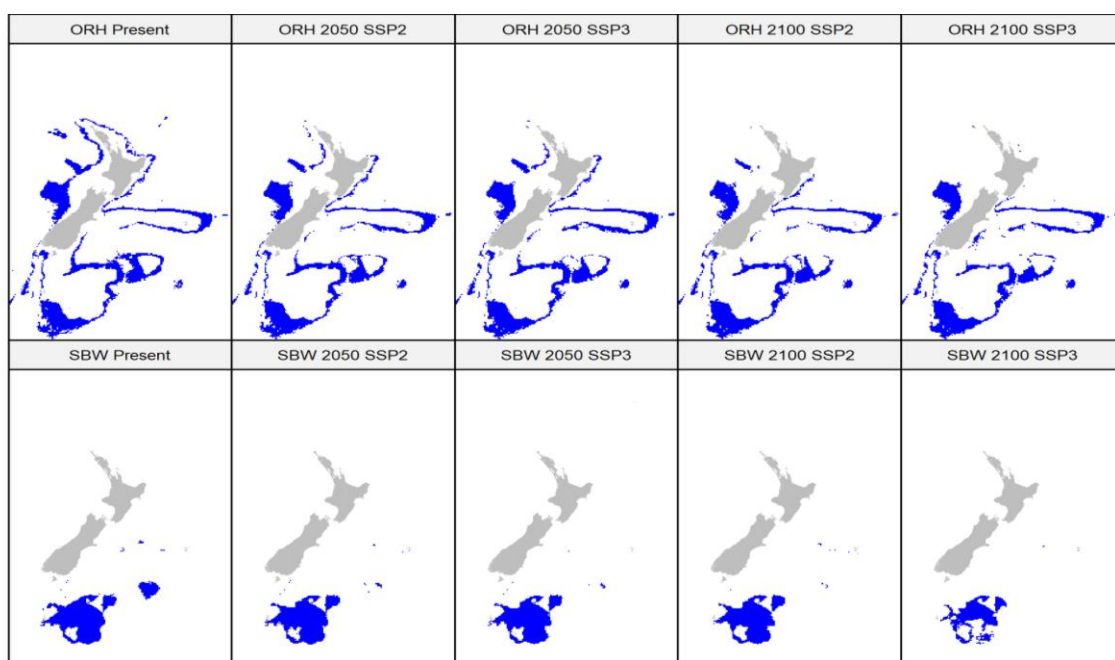 ORH Present
ORH 2050 SSP2
ORH 2050 SSP3
ORH 2100 SSP2
ORH 2100 SSP3
SBW Present
SBW 2050 SSP2
SBW 2050 SSP3
SBW 2100 SSP2
SBW 2100 SSP3